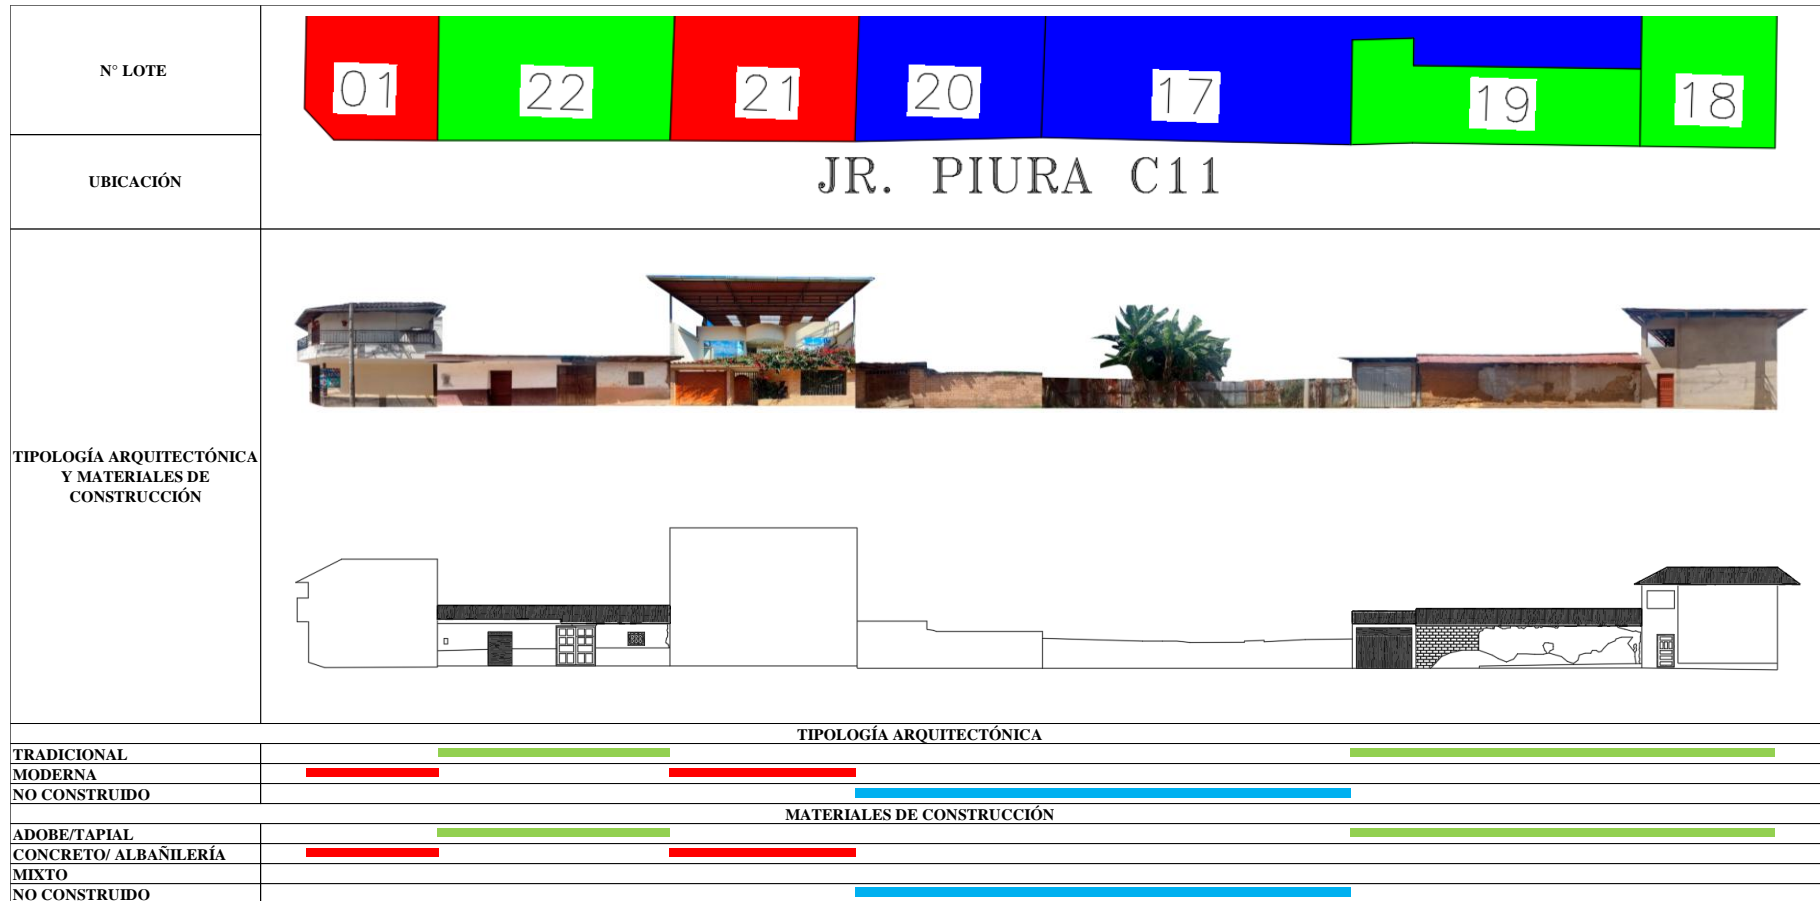 N° LOTE
01 22 21 20 17 19 18
UBICACIÓN
JR. PIURA C11
TIPOLOGÍA ARQUITECTÓNICA
Y MATERIALES DE
CONSTRUCCIÓN
TIPOLOGÍA ARQUITECTÓNICA
TRADICIONAL
MODERNA
NO CONSTRUIDO
MATERIALES DE CONSTRUCCIÓN
ADOBE/TAPIAL
CONCRETO/ ALBAÑILERÍA
MIXTO
NO CONSTRUIDO